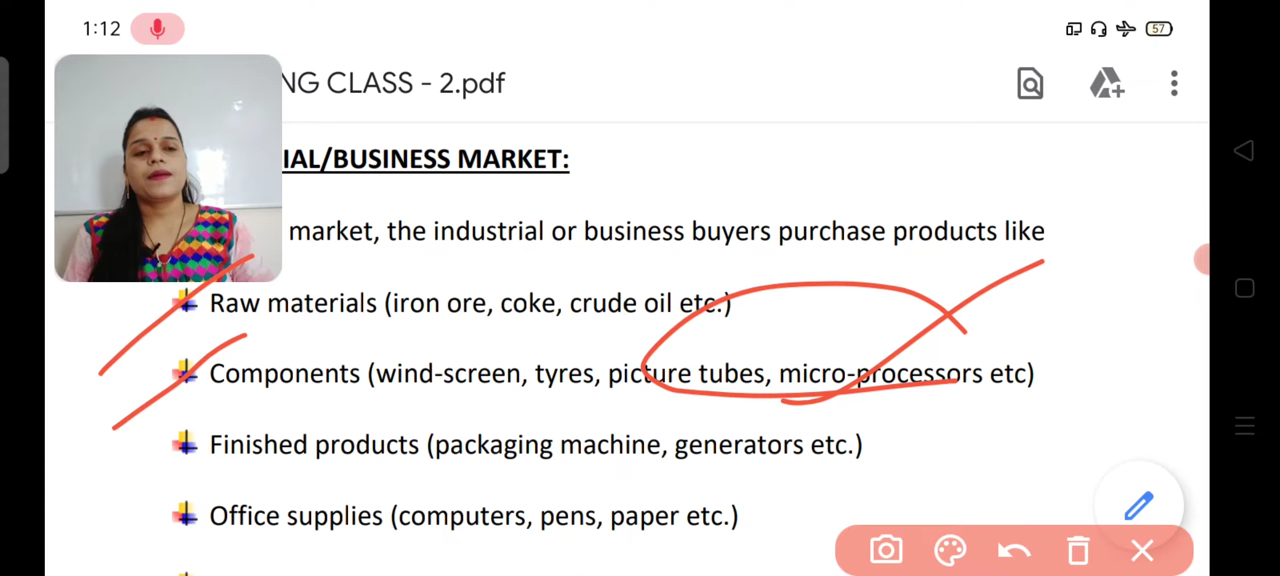 1:12
57
NG CLASS - 2.pdf
IAL/BUSINESS MARKET:
market, the industrial or business buyers purchase products like
Raw materials (iron ore, coke, crude oil etc.)
Components (wind-screen, tyres, picture tubes, micro-processors etc)
Finished products (packaging machine, generators etc.)
Office supplies (computers, pens, paper etc.)